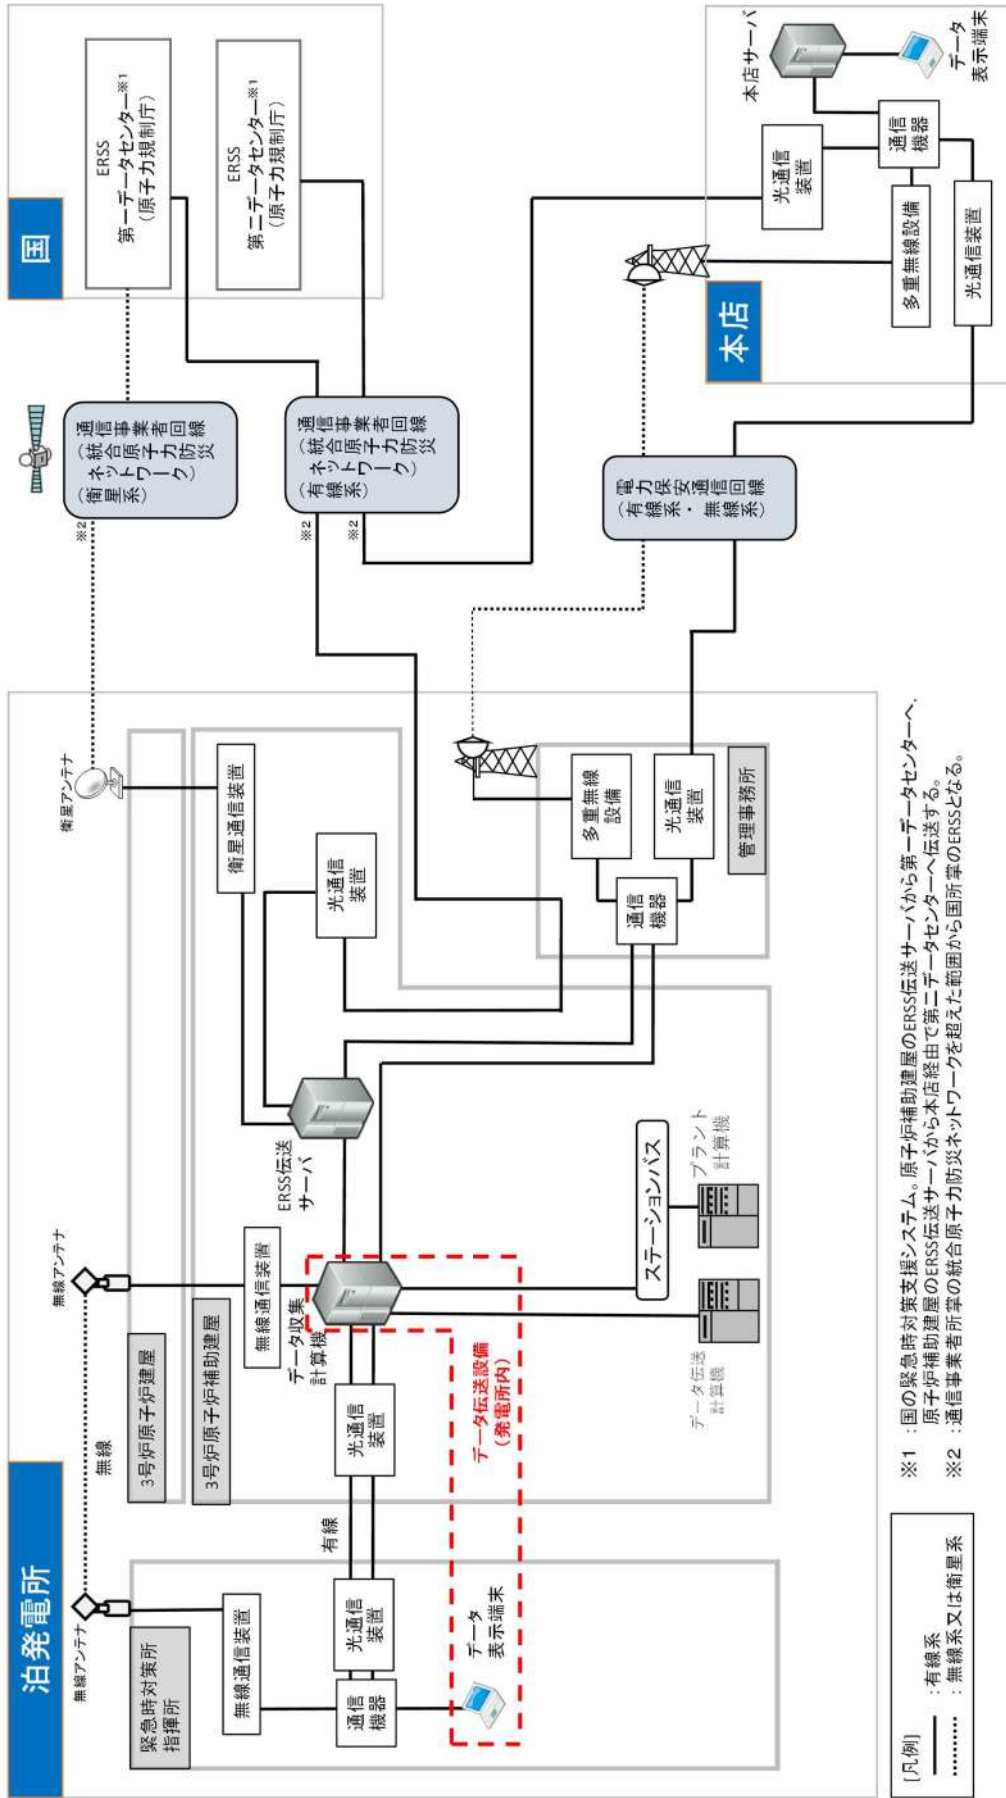 泊発電所
緊急時対策所
指揮所
無線アンテナ
無線通信装置
通信
機器
光通信
装置
データ
表示端末
無線
有線
3号炉原子炉建屋
3号炉原子炉補助建屋
無線アンテナ
無線通信装置
光通信
装置
データ収集
計算機
データ伝送設備
（発電所内）
データ伝送
計算機
プラント
計算機
ステーションバス
ERSS伝送
サーバ
衛星アンテナ
衛星通信装置
光通信
装置
通信
機器
多重無線
設備
光通信
装置
管理事務所
※2
通信事業者回線
（統合原子力防災
ネットワーク）
（衛星系）
※2
※2
通信事業者回線
（統合原子力防災
ネットワーク）
（有線系）
電力保安通信回線
（有線系・無線系）
国
ERSS
第一データセンター※1
（原子力規制庁）
ERSS
第二データセンター※1
（原子力規制庁）
本店
光通信
装置
多重無線設備
光通信装置
通信
機器
本店サーバ
データ
表示端末
[凡例]
：有線系
：無線系又は衛星系
※1 ：国の緊急時対策支援システム。原子炉補助建屋のERSS伝送サーバから第一データセンターへ、
原子炉補助建屋のERSS伝送サーバから本店経由で第二データセンターへ伝送する。
※2 ：通信事業者所掌の統合原子力防災ネットワークを超えた範囲から国所掌のERSSとなる。